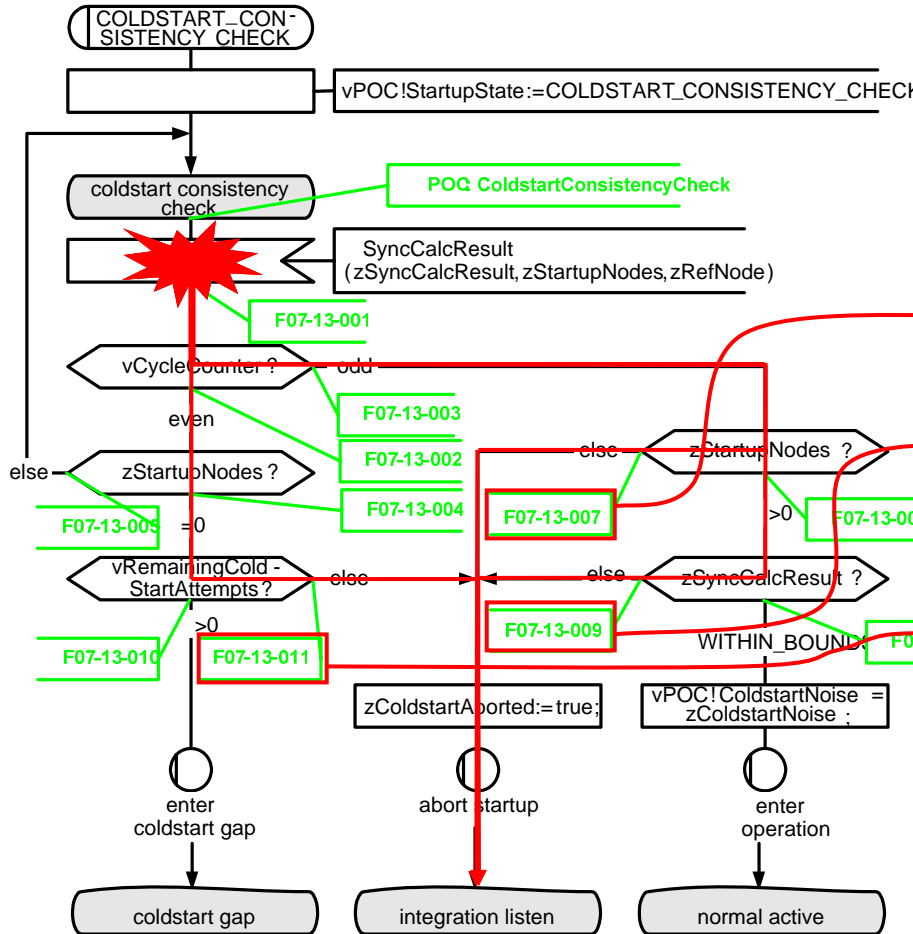 COLDSTART_CON-
SISTENCY_CHECK
vPOC!StartupState:=COLDSTART_CONSISTENCY_CHECK
coldstart consistency
check
POC: ColdstartConsistencyCheck
SyncCalcResult
(zSyncCalcResult, zStartupNodes, zRefNode)
F07-13-001
vCycleCounter ?
odd
F07-13-003
even
F07-13-002
else
zStartupNodes ?
else
zStartupNodes ?
F07-13-004
F07-13-007
>0
F07-13-005
=0
vRemainingCold -
StartAttempts ?
else
else
zSyncCalcResult ?
>0
F07-13-009
WITHIN_BOUNDS
F07-13-010
F07-13-011
zColdstartAborted:=true;
vPOC!ColdstartNoise =
zColdstartNoise ;
enter
coldstart gap
abort startup
enter
operation
coldstart gap
integration listen
normal active